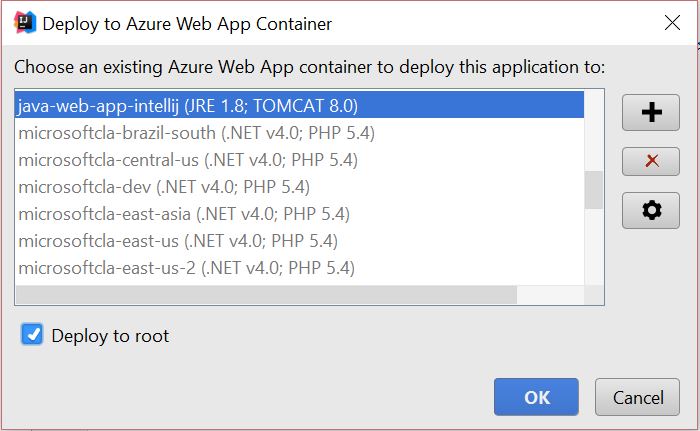 Deploy to Azure Web App Container
Choose an existing Azure Web App container to deploy this application to:
java-web-app-intellij (JRE 1.8; TOMCAT 8.0)
microsoftcla-brazil-south (.NET v4.0; PHP 5.4)
microsoftcla-central-us (.NET v4.0; PHP 5.4)
microsoftcla-dev (.NET v4.0; PHP 5.4)
microsoftcla-east-asia (.NET v4.0; PHP 5.4)
microsoftcla-east-us (.NET v4.0; PHP 5.4)
microsoftcla-east-us-2 (.NET v4.0; PHP 5.4)
Deploy to root
OK
Cancel